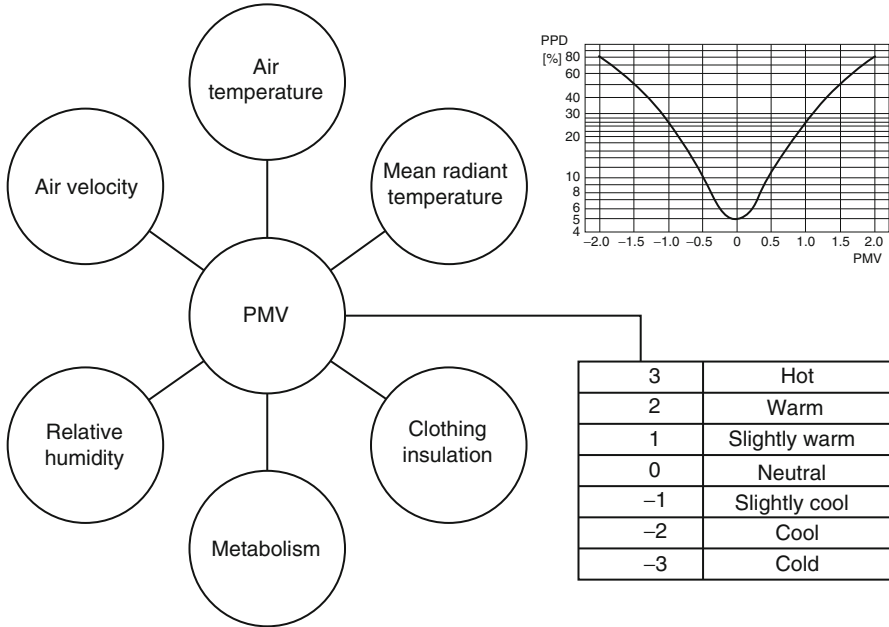 Air
temperature
Air velocity
Mean radiant
temperature
PMV
Relative
humidity
Clothing
insulation
Metabolism
PPD
[%]
80
60
40
30
20
10
8
6
5
4
−2.0 −1.5 −1.0 −0.5 0 0.5 1.0 1.5 2.0
PMV
3 Hot
2 Warm
1 Slightly warm
0 Neutral
−1 Slightly cool
−2 Cool
−3 Cold